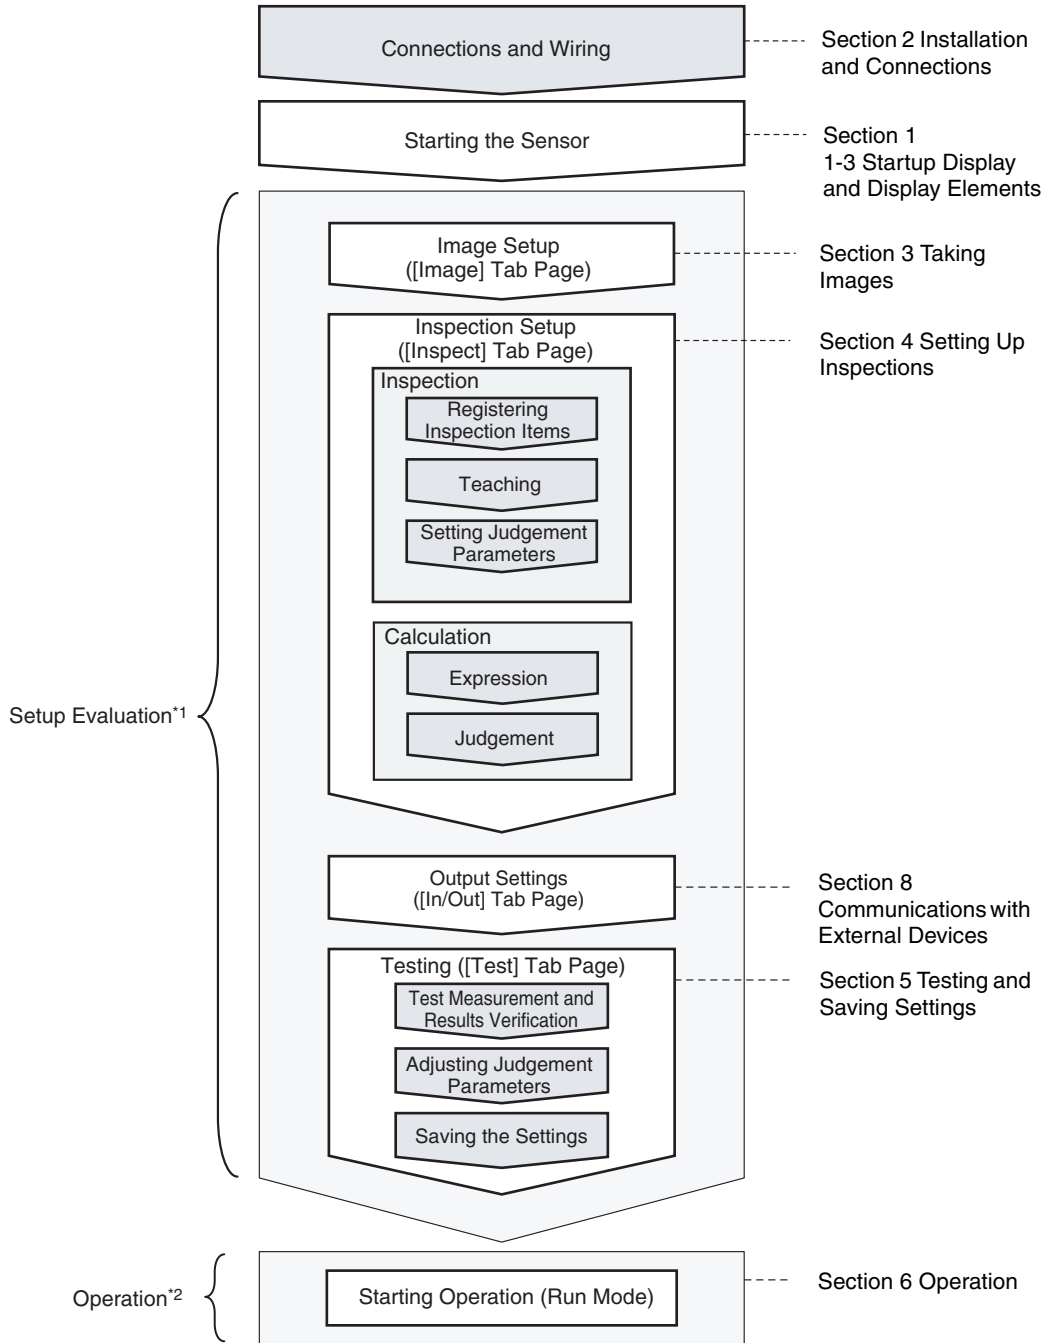 Connections and Wiring
Section 2 Installation
and Connections
Starting the Sensor
Section 1
1-3 Startup Display
and Display Elements
Image Setup
([Image] Tab Page)
Section 3 Taking
Images
Inspection Setup
([Inspect] Tab Page)
Section 4 Setting Up
Inspections
Inspection
Registering
Inspection Items
Teaching
Setting Judgement
Parameters
Calculation
Expression
Judgement
Setup Evaluation*1
Output Settings
([In/Out] Tab Page)
Section 8
Communications with
External Devices
Testing ([Test] Tab Page)
Section 5 Testing and
Saving Settings
Test Measurement and
Results Verification
Adjusting Judgement
Parameters
Saving the Settings
Operation*2
Starting Operation (Run Mode)
Section 6 Operation